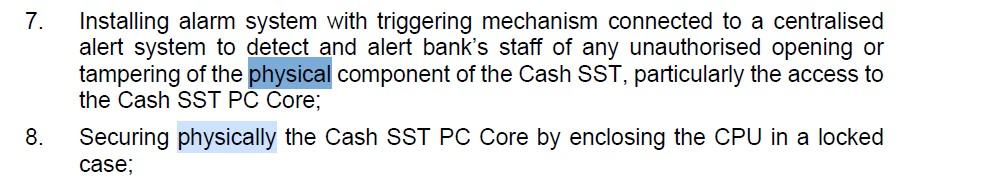 7. Installing alarm system with triggering mechanism connected to a centralised
alert system to detect and alert bank's staff of any unauthorised opening or
tampering of the physical component of the Cash SST, particularly the access to
the Cash SST PC Core;
8. Securing physically the Cash SST PC Core by enclosing the CPU in a locked
case;